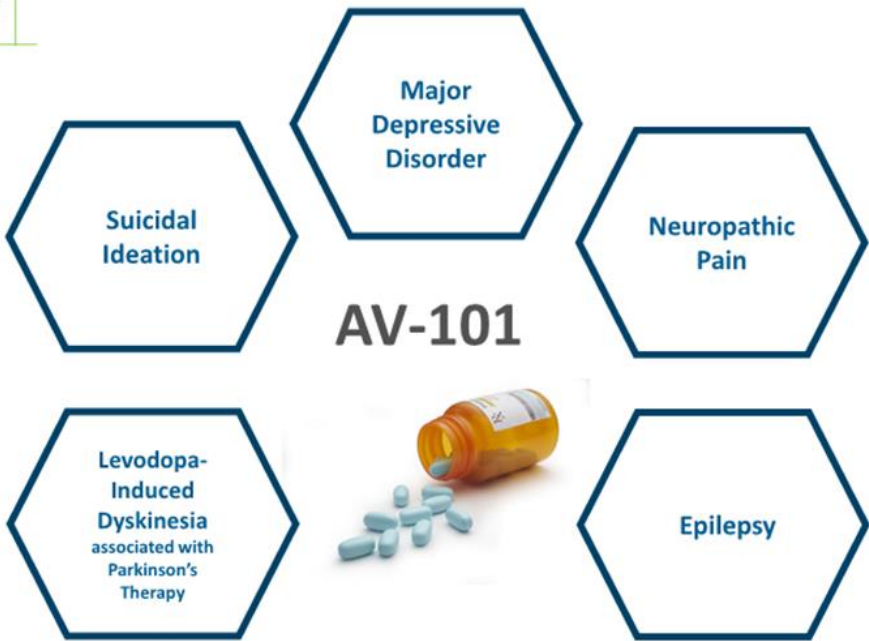 Major
Depressive
Disorder
Suicidal
Ideation
Neuropathic
Pain
AV-101
Levodopa-
Induced
Dyskinesia
associated with
Parkinson's
Therapy
Epilepsy